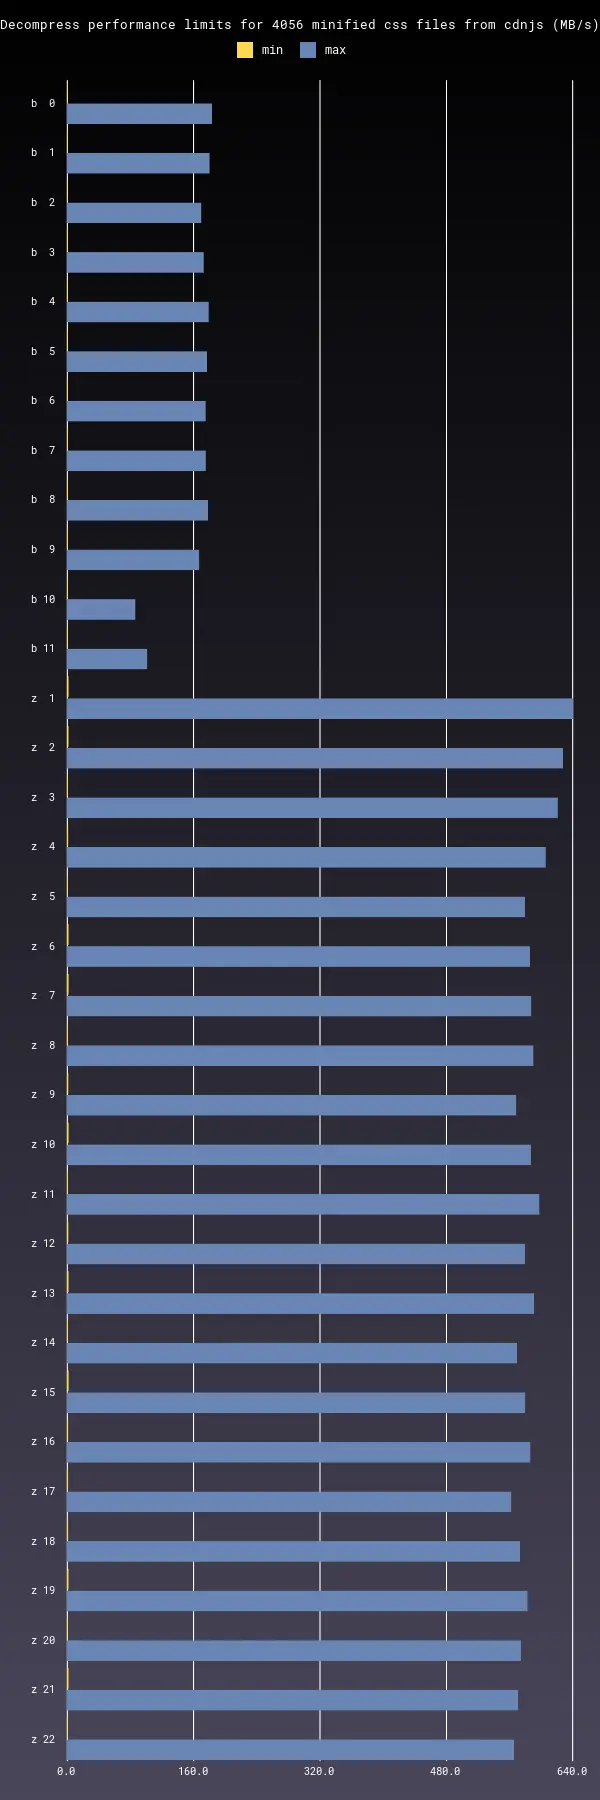 Decompress performance limits for 4056 minified css files from cdnjs (MB/s)
min max
b 0
b 1
b 2
b 3
b 4
b 5
b 6
b 7
b 8
b 9
b 10
b 11
z 1
z 2
z 3
z 4
z 5
z 6
z 7
z 8
z 9
z 10
z 11
z 12
z 13
z 14
z 15
z 16
z 17
z 18
z 19
z 20
z 21
z 22
0.0 160.0 320.0 480.0 640.0